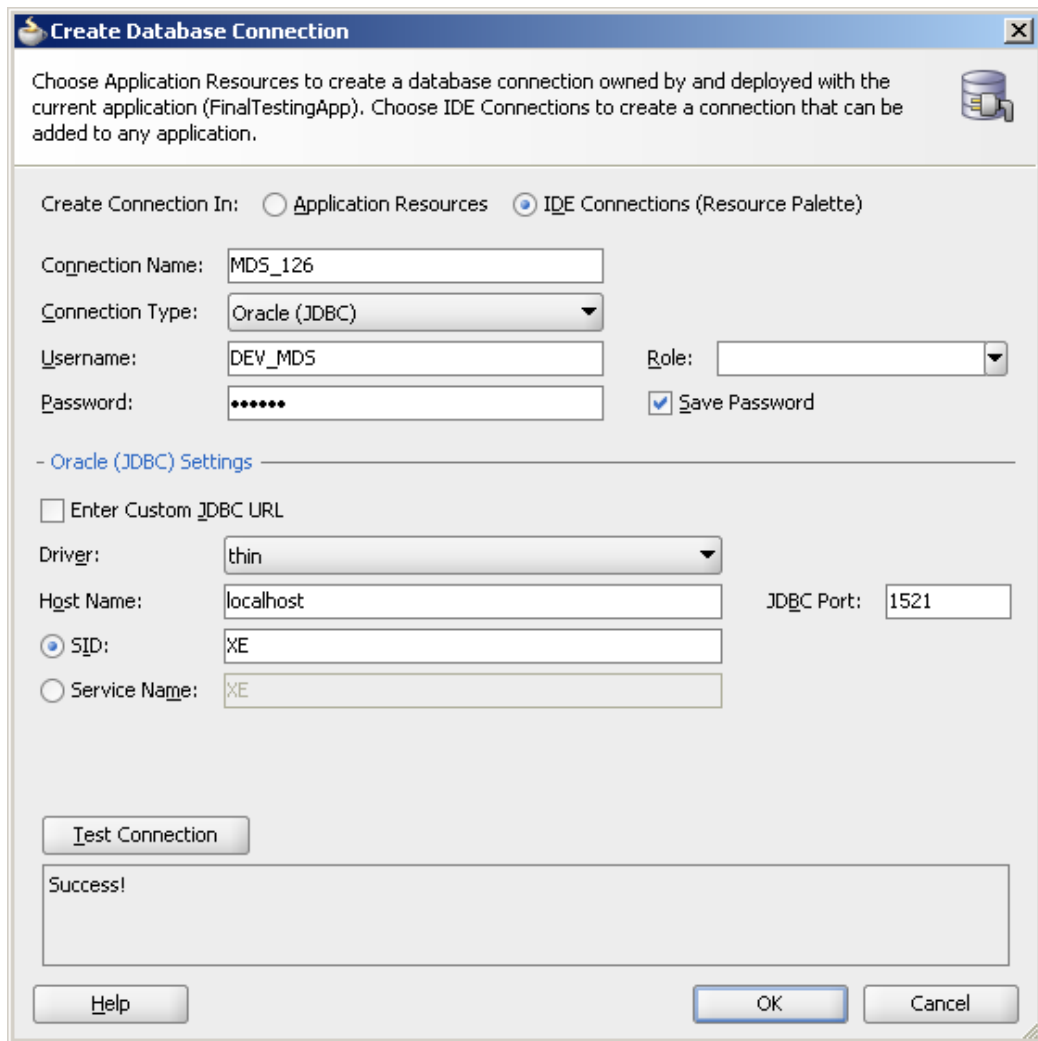 Create Database Connection
Choose Application Resources to create a database connection owned by and deployed with the
current application (FinalTestingApp). Choose IDE Connections to create a connection that can be
added to any application.
Create Connection In: Application Resources IDE Connections (Resource Palette)
Connection Name: MDS_126
Connection Type: Oracle (JDBC)
Username: DEV_MDS Role:
Password: •••••• Save Password
Oracle (JDBC) Settings
Enter Custom JDBC URL
Driver: thin
Host Name: localhost JDBC Port: 1521
SID: XE
Service Name: XE
Test Connection
Success!
Help OK Cancel